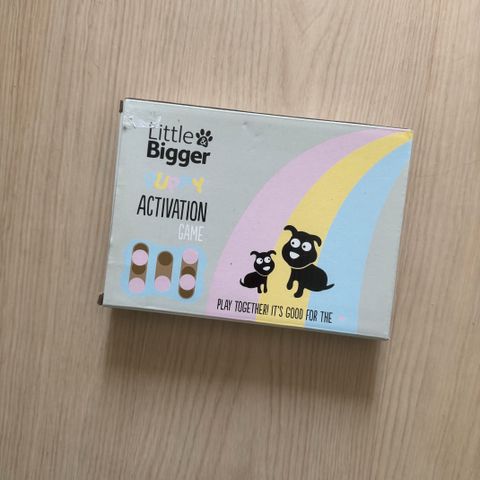 Little &
Bigger
PUPPY
ACTIVATION
GAME
PLAY TOGETHER! IT'S GOOD FOR THE